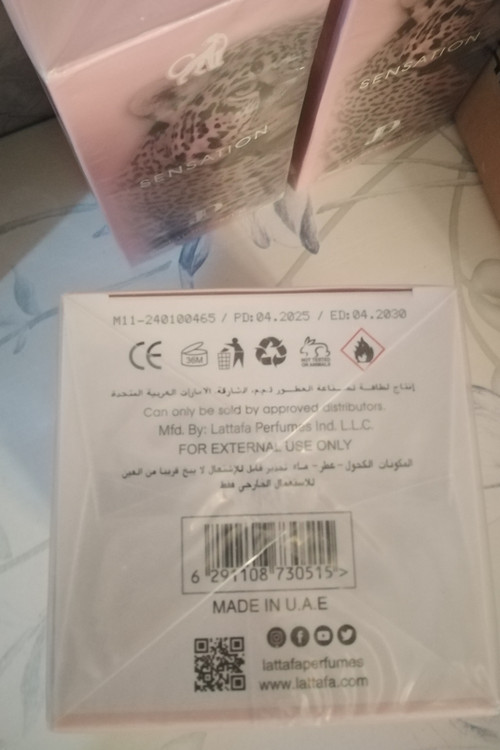 SENSATION
SENSATION
M11-240100465 / PD:04.2025 / ED:04.2030
CE
36M
NOT TESTED
ANIMALS
إنتاج لطافة لصناعة العطور ذ.م.م، الشارقة، الامارات العربية المتحدة
Can only be sold by approved distributors.
Mfd. By: Lattafa Perfumes Ind. L.L.C.
FOR EXTERNAL USE ONLY
المكونات: الكحول - عطر - ماء. تحذير قابل للاشتعال لا يبخ قريبا من العين
للاستعمال الخارجي فقط
6 291108 730515 >
MADE IN U.A.E
lattafaperfumes
www.lattafa.com